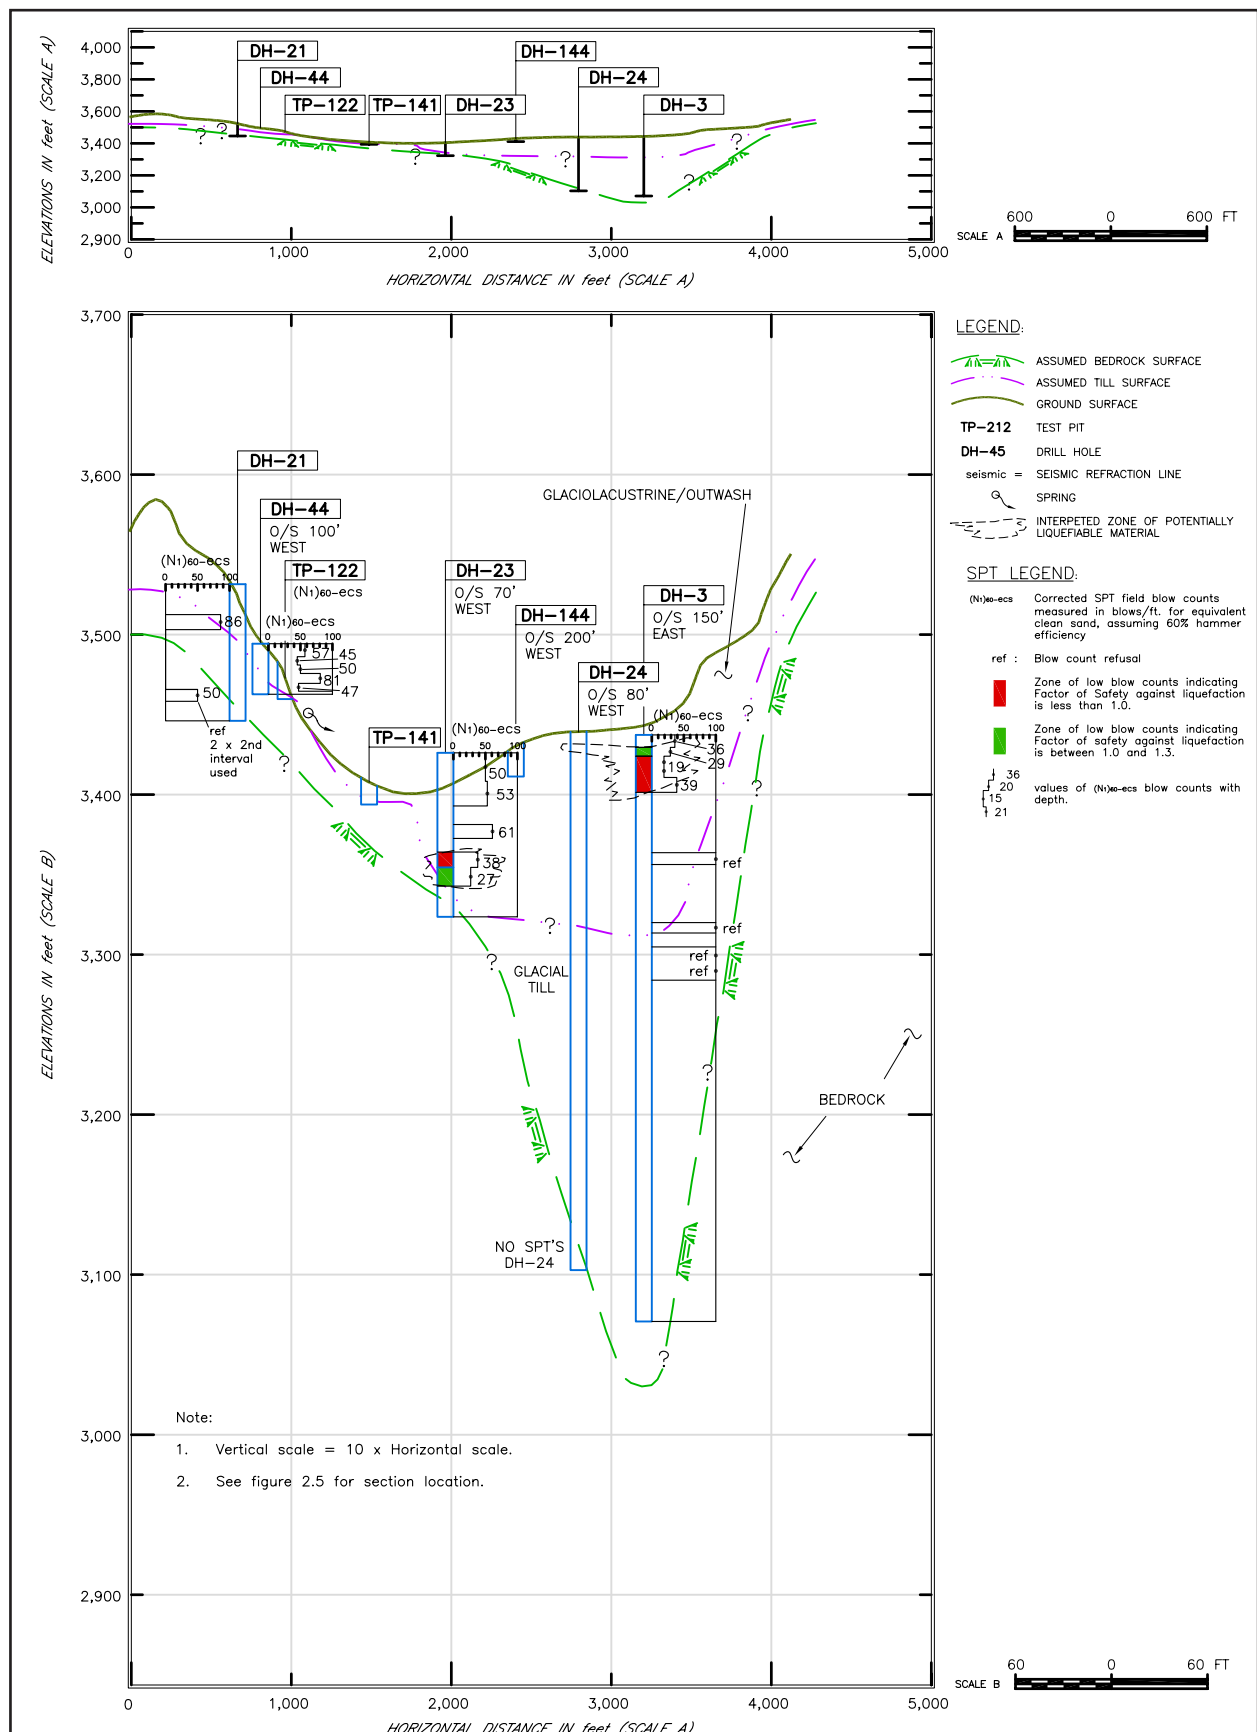 ELEVATIONS IN feet (SCALE A)
4,000
3,800
3,600
3,400
3,200
3,000
2,900
DH-21
DH-44
TP-122
TP-141
DH-23
DH-144
DH-24
DH-3
?
?
?
?
?
?
0
1,000
2,000
3,000
4,000
5,000
HORIZONTAL DISTANCE IN feet (SCALE A)
600 0 600 FT
SCALE A
ELEVATIONS IN feet (SCALE B)
3,700
3,600
3,500
3,400
3,300
3,200
3,100
3,000
2,900
DH-21
DH-44
O/S 100'
WEST
TP-122
(N1)60-ecs
(N1)60-ecs
0 50 100
86
50
ref
2 x 2nd
interval
used
(N1)60-ecs
0 50 100
57
45
50
81
47
TP-141
DH-23
O/S 70'
WEST
(N1)60-ecs
0 50 100
50
53
61
38
27
DH-144
O/S 200'
WEST
DH-24
O/S 80'
WEST
DH-3
O/S 150'
EAST
(N1)60-ecs
0 50 100
36
29
19
39
ref
ref
ref
ref
GLACIOLACUSTRINE/OUTWASH
GLACIAL
TILL
NO SPT'S
DH-24
BEDROCK
?
?
?
?
?
?
?
Note:
1. Vertical scale = 10 x Horizontal scale.
2. See figure 2.5 for section location.
0
1,000
2,000
3,000
4,000
5,000
HORIZONTAL DISTANCE IN feet (SCALE A)
LEGEND:
ASSUMED BEDROCK SURFACE
ASSUMED TILL SURFACE
GROUND SURFACE
TP-212 TEST PIT
DH-45 DRILL HOLE
seismic = SEISMIC REFRACTION LINE
SPRING
INTERPETED ZONE OF POTENTIALLY
LIQUEFIABLE MATERIAL
SPT LEGEND:
(N1)60-ecs Corrected SPT field blow counts
measured in blows/ft. for equivalent
clean sand, assuming 60% hammer
efficiency
ref : Blow count refusal
Zone of low blow counts indicating
Factor of Safety against liquefaction
is less than 1.0.
Zone of low blow counts indicating
Factor of safety against liquefaction
is between 1.0 and 1.3.
36
20
15
21
values of (N1)60-ecs blow counts with
depth.
60 0 60 FT
SCALE B